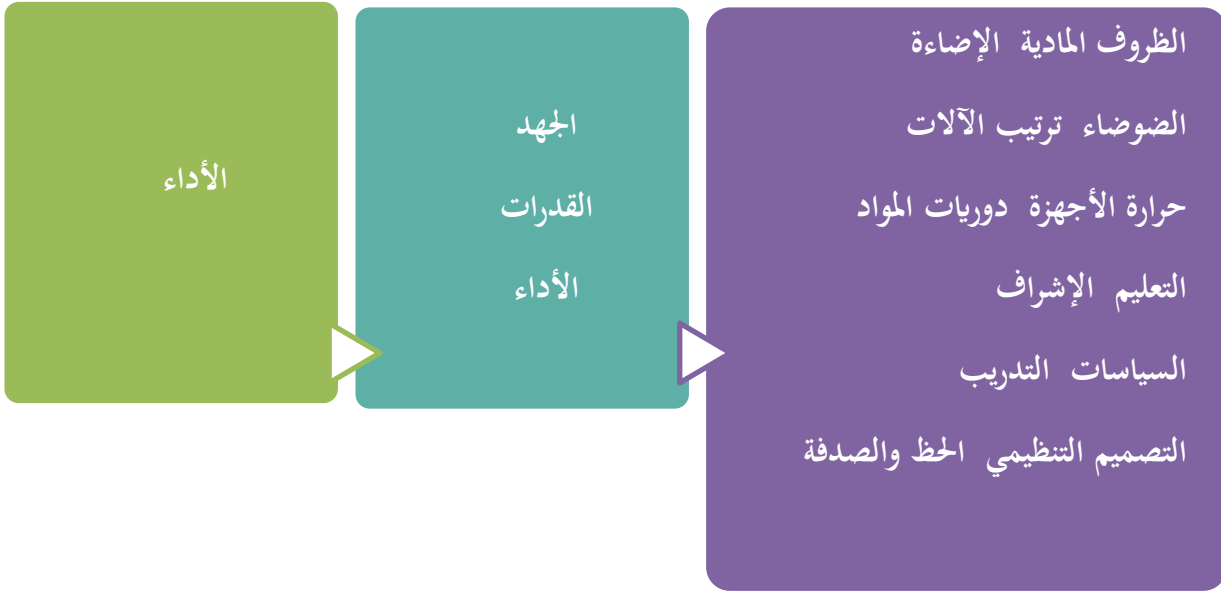 الظروف المادية الإضاءة
الضوضاء ترتيب الآلات
حرارة الأجهزة دوريات المواد
التعليم الإشراف
السياسات التدريب
التصميم التنظيمي الحظ والصدفة
الجهد
القدرات
الأداء
الأداء